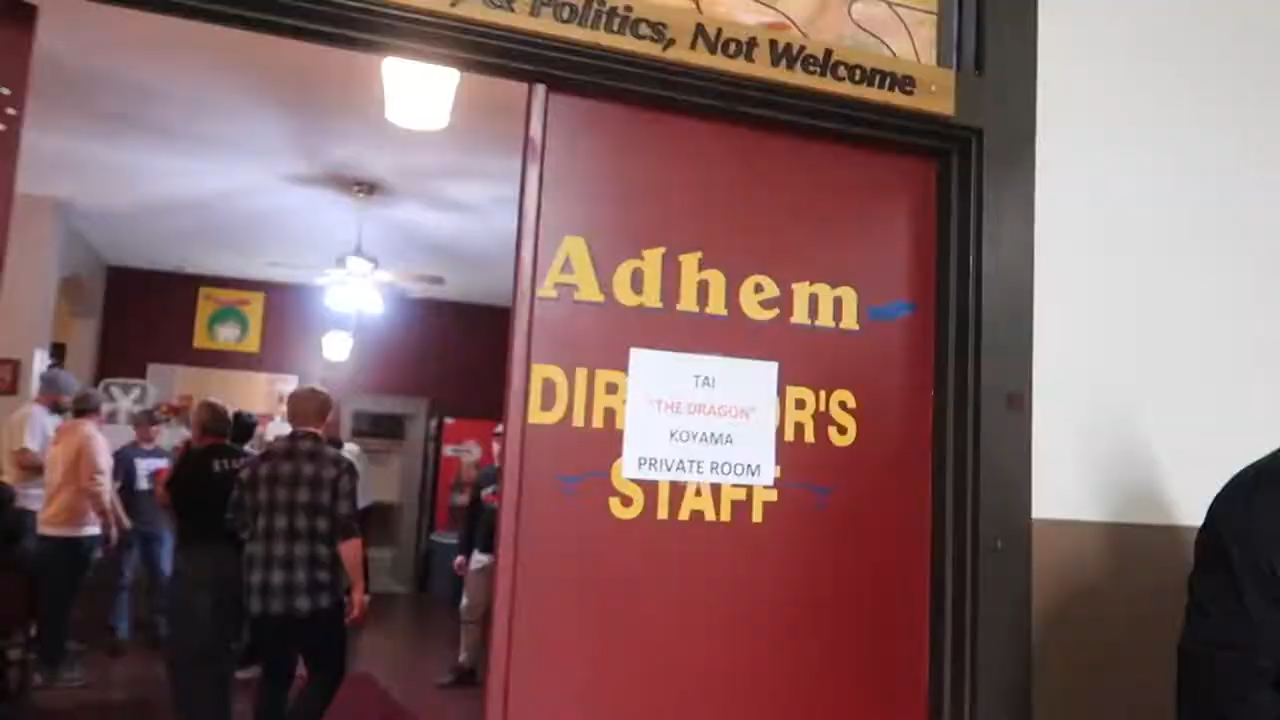 & Politics, Not Welcome
Adhem
DIR
OR'S
TAI
"THE DRAGON"
KOYAMA
PRIVATE ROOM
STAFF